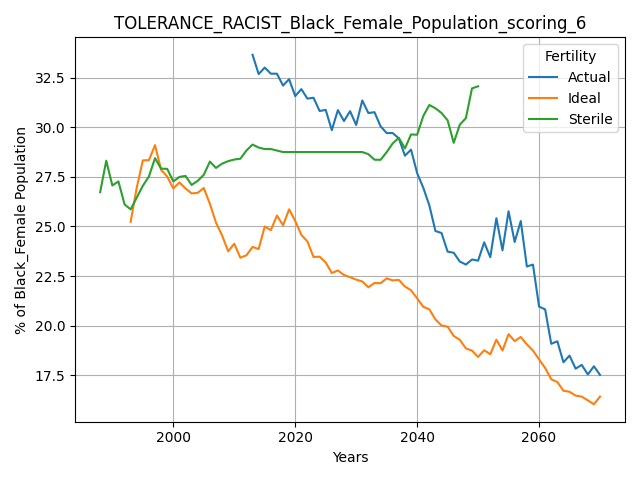 TOLERANCE_RACIST_Black_Female_Population_scoring_6
Fertility
Actual
Ideal
Sterile
% of Black_Female Population
32.5
30.0
27.5
25.0
22.5
20.0
17.5
2000
2020
2040
2060
Years